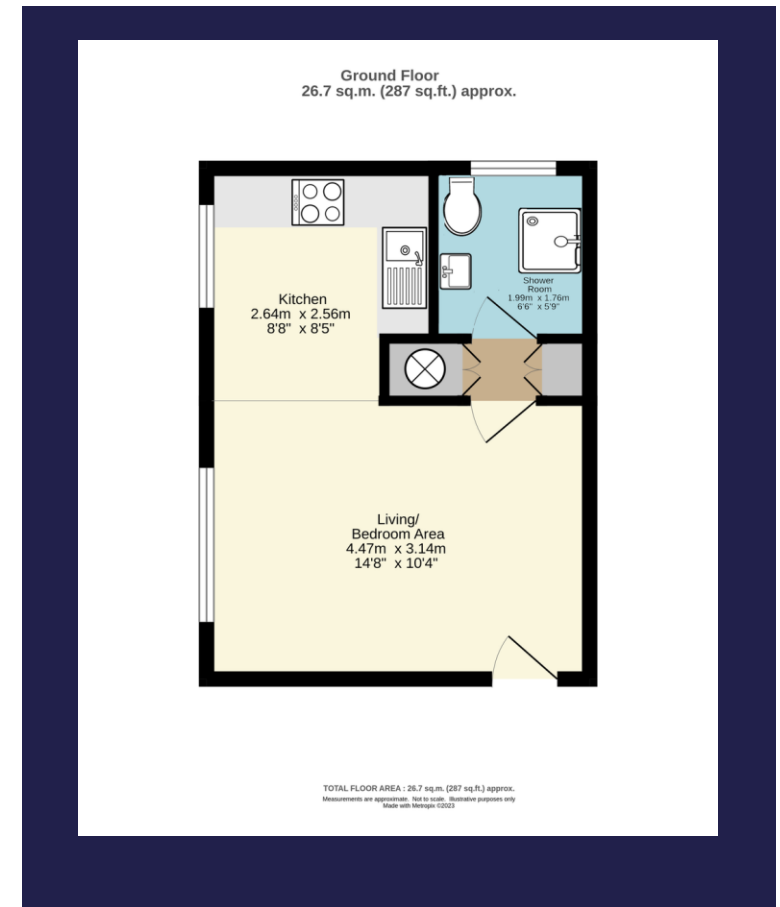 Ground Floor
26.7 sq.m. (287 sq.ft.) approx.
Kitchen
2.64m x 2.56m
8'8" x 8'5"
Shower
Room
1.99m x 1.76m
6'6" x 5'9"
Living/
Bedroom Area
4.47m x 3.14m
14'8" x 10'4"
TOTAL FLOOR AREA : 26.7 sq.m. (287 sq.ft.) approx.
Measurements are approximate. Not to scale. Illustrative purposes only
Made with Metropix ©2023